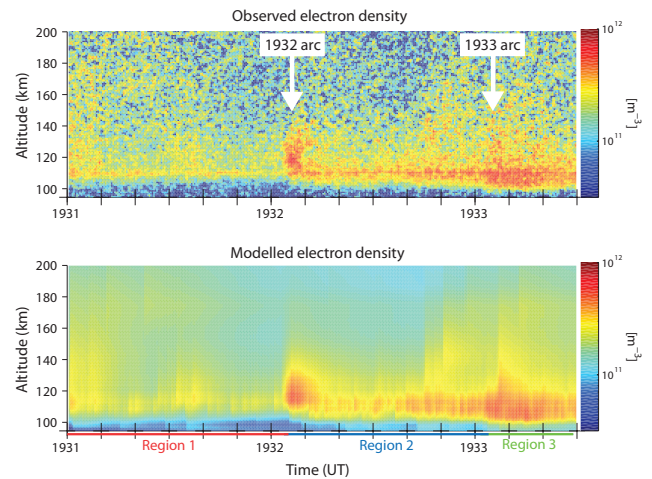 Observed electron density
1932 arc
1933 arc
Altitude (km)
200
180
160
140
120
100
1931
1932
1933
10¹²
10¹¹
[m⁻³]
Modelled electron density
Altitude (km)
200
180
160
140
120
100
Region 1
Region 2
Region 3
1931
1932
1933
Time (UT)
10¹²
10¹¹
[m⁻³]